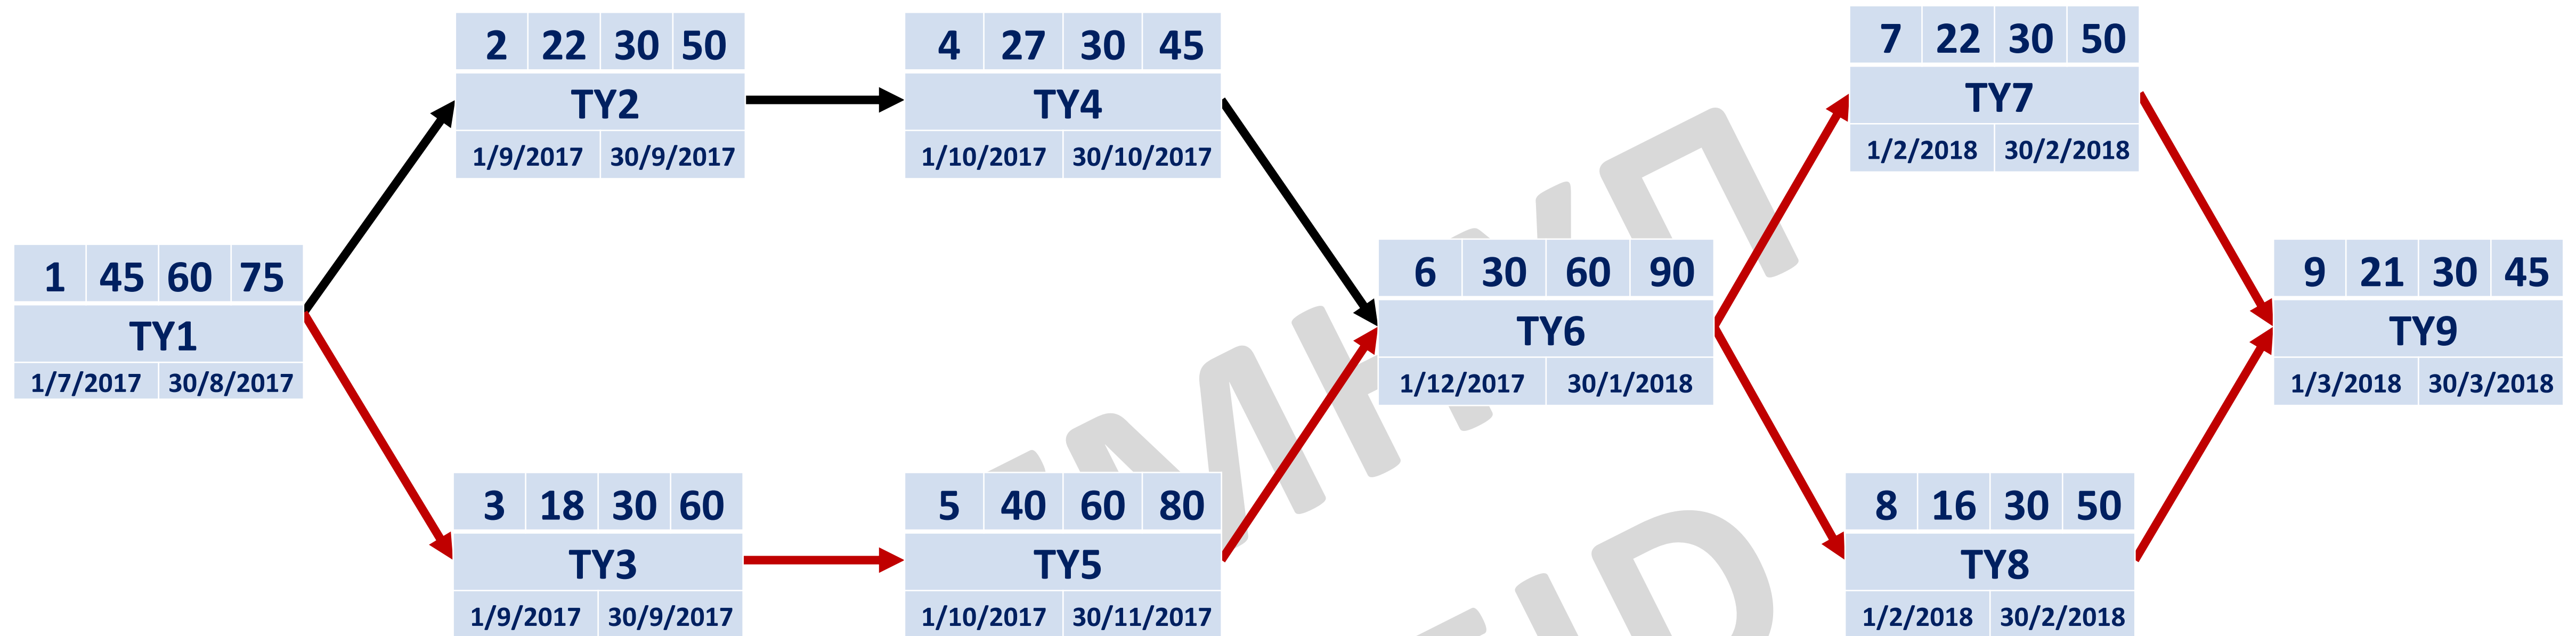 2 22 30 50
TY2
1/9/2017 30/9/2017
4 27 30 45
TY4
1/10/2017 30/10/2017
7 22 30 50
TY7
1/2/2018 30/2/2018
1 45 60 75
TY1
1/7/2017 30/8/2017
6 30 60 90
TY6
1/12/2017 30/1/2018
9 21 30 45
TY9
1/3/2018 30/3/2018
3 18 30 60
TY3
1/9/2017 30/9/2017
5 40 60 80
TY5
1/10/2017 30/11/2017
8 16 30 50
TY8
1/2/2018 30/2/2018